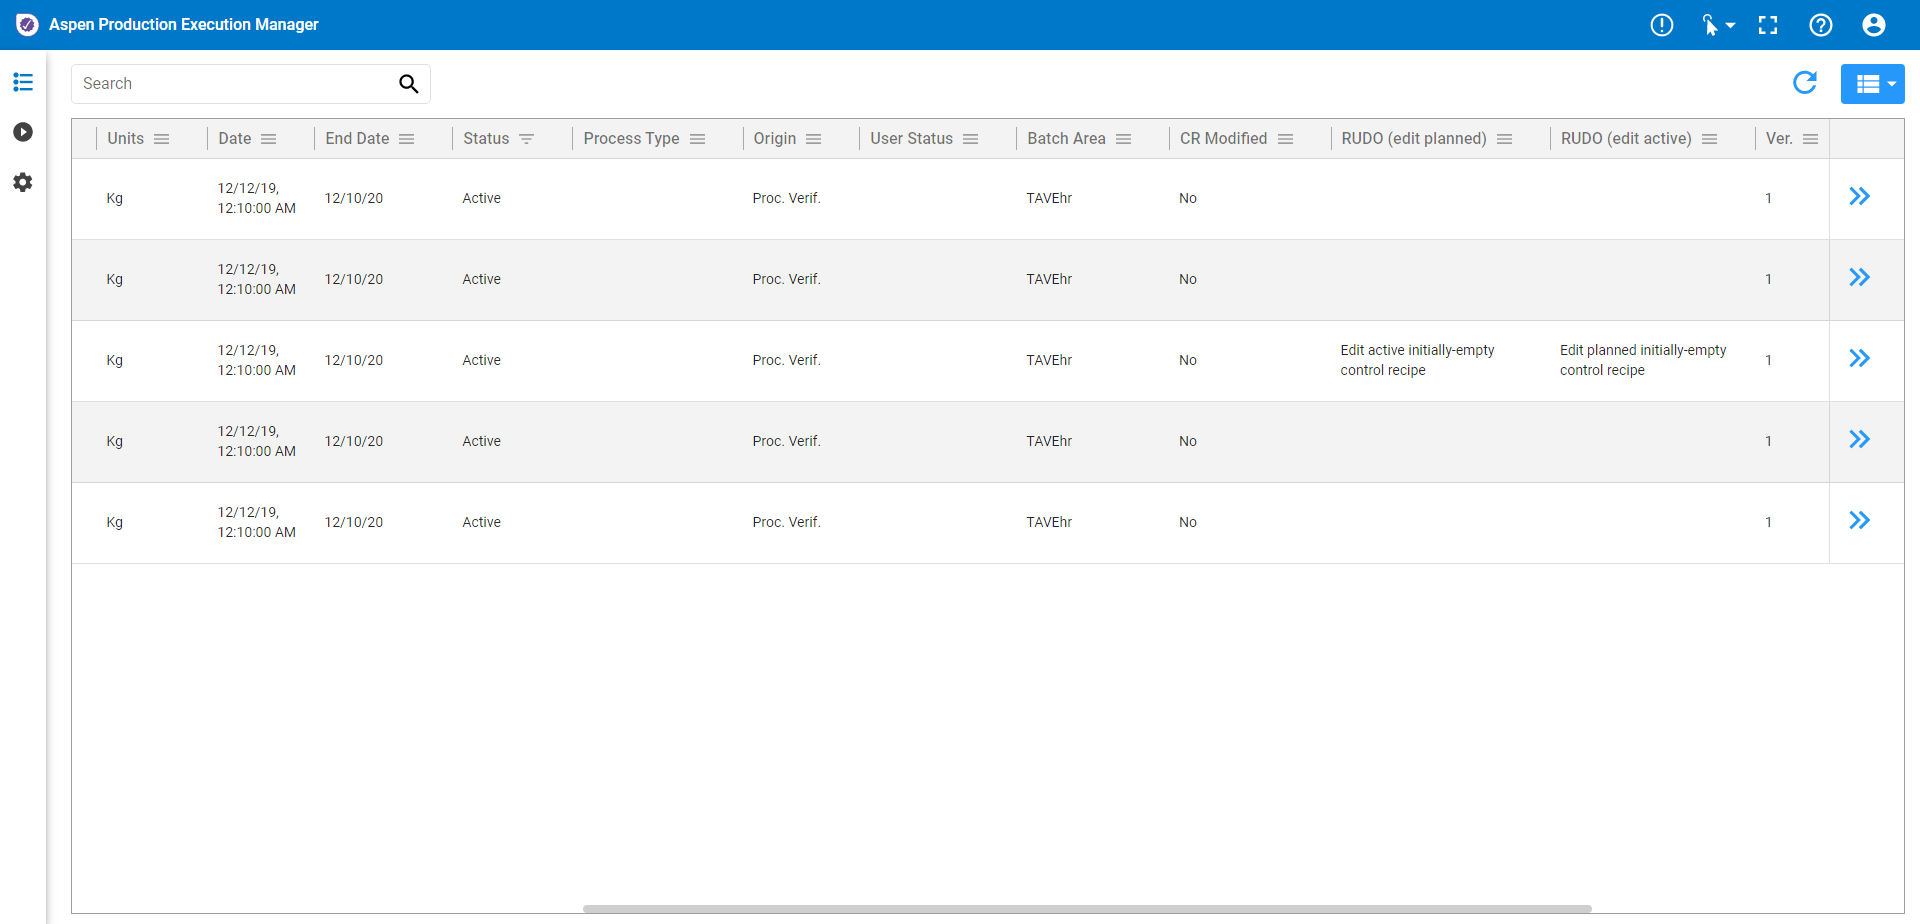 Aspen Production Execution Manager
Search
Units Date End Date Status Process Type Origin User Status Batch Area CR Modified RUDO (edit planned) RUDO (edit active) Ver.
Kg 12/12/19, 12:10:00 AM 12/10/20 Active Proc. Verif. TAVEhr No 1
Kg 12/12/19, 12:10:00 AM 12/10/20 Active Proc. Verif. TAVEhr No 1
Kg 12/12/19, 12:10:00 AM 12/10/20 Active Proc. Verif. TAVEhr No Edit active initially-empty control recipe Edit planned initially-empty control recipe 1
Kg 12/12/19, 12:10:00 AM 12/10/20 Active Proc. Verif. TAVEhr No 1
Kg 12/12/19, 12:10:00 AM 12/10/20 Active Proc. Verif. TAVEhr No 1